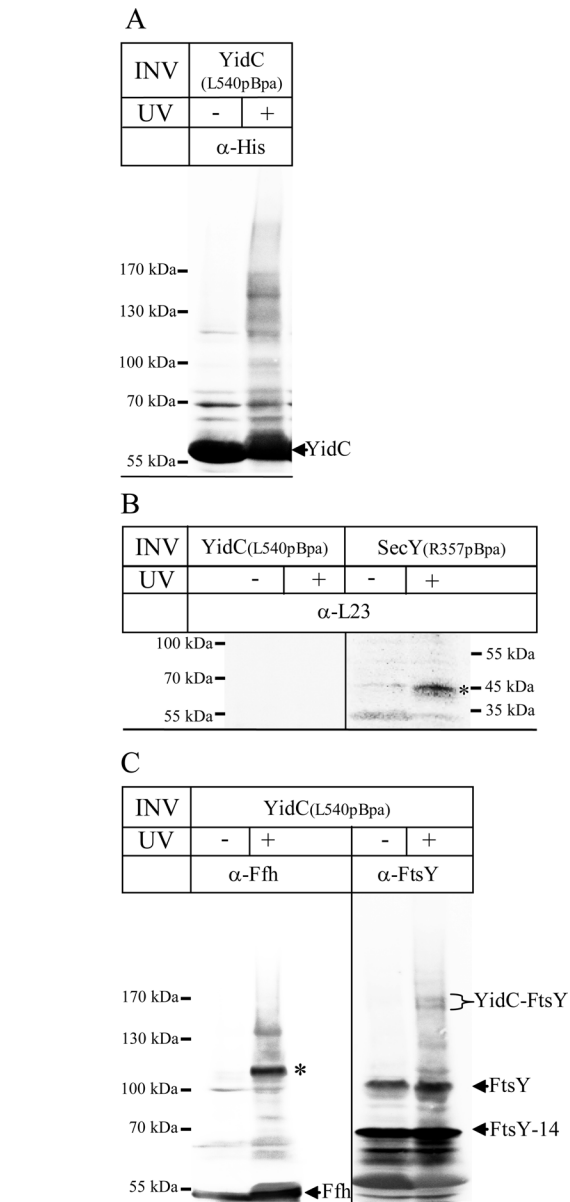 A
INV YidC
(L540pBpa)
UV - +
α-His
170 kDa
130 kDa
100 kDa
70 kDa
YidC
55 kDa
B
INV YidC(L540pBpa) SecY(R357pBpa)
UV - + - +
α-L23
100 kDa 55 kDa
70 kDa * 45 kDa
55 kDa 35 kDa
C
INV YidC(L540pBpa)
UV - + - +
α-Ffh α-FtsY
170 kDa YidC-FtsY
130 kDa
*
100 kDa FtsY
70 kDa FtsY-14
55 kDa Ffh